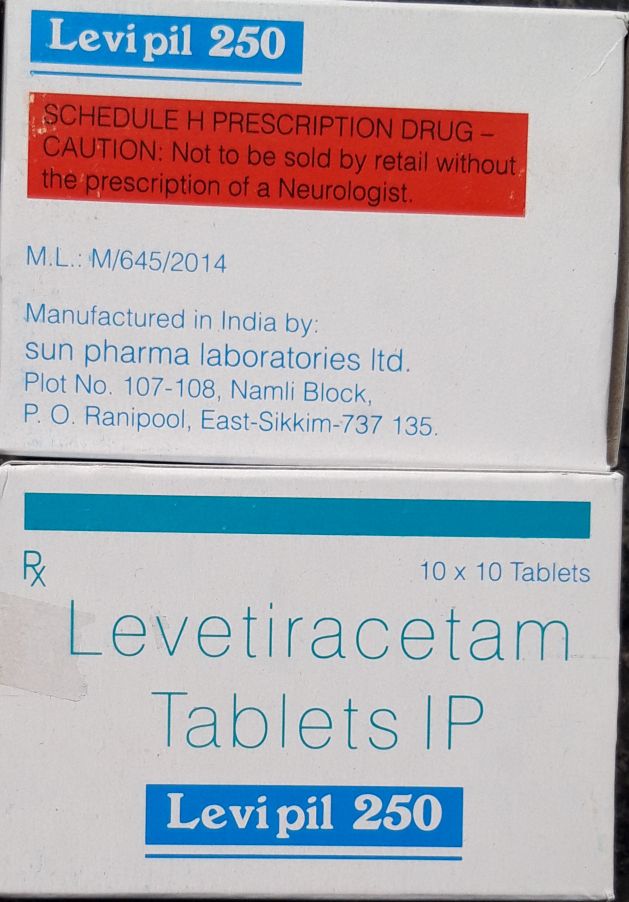 Levipil 250
SCHEDULE H PRESCRIPTION DRUG –
CAUTION: Not to be sold by retail without
the prescription of a Neurologist.
M.L.: M/645/2014
Manufactured in India by:
sun pharma laboratories ltd.
Plot No. 107-108, Namli Block,
P. O. Ranipool, East-Sikkim-737 135.
Rx
10 x 10 Tablets
Levetiracetam
Tablets IP
Levipil 250